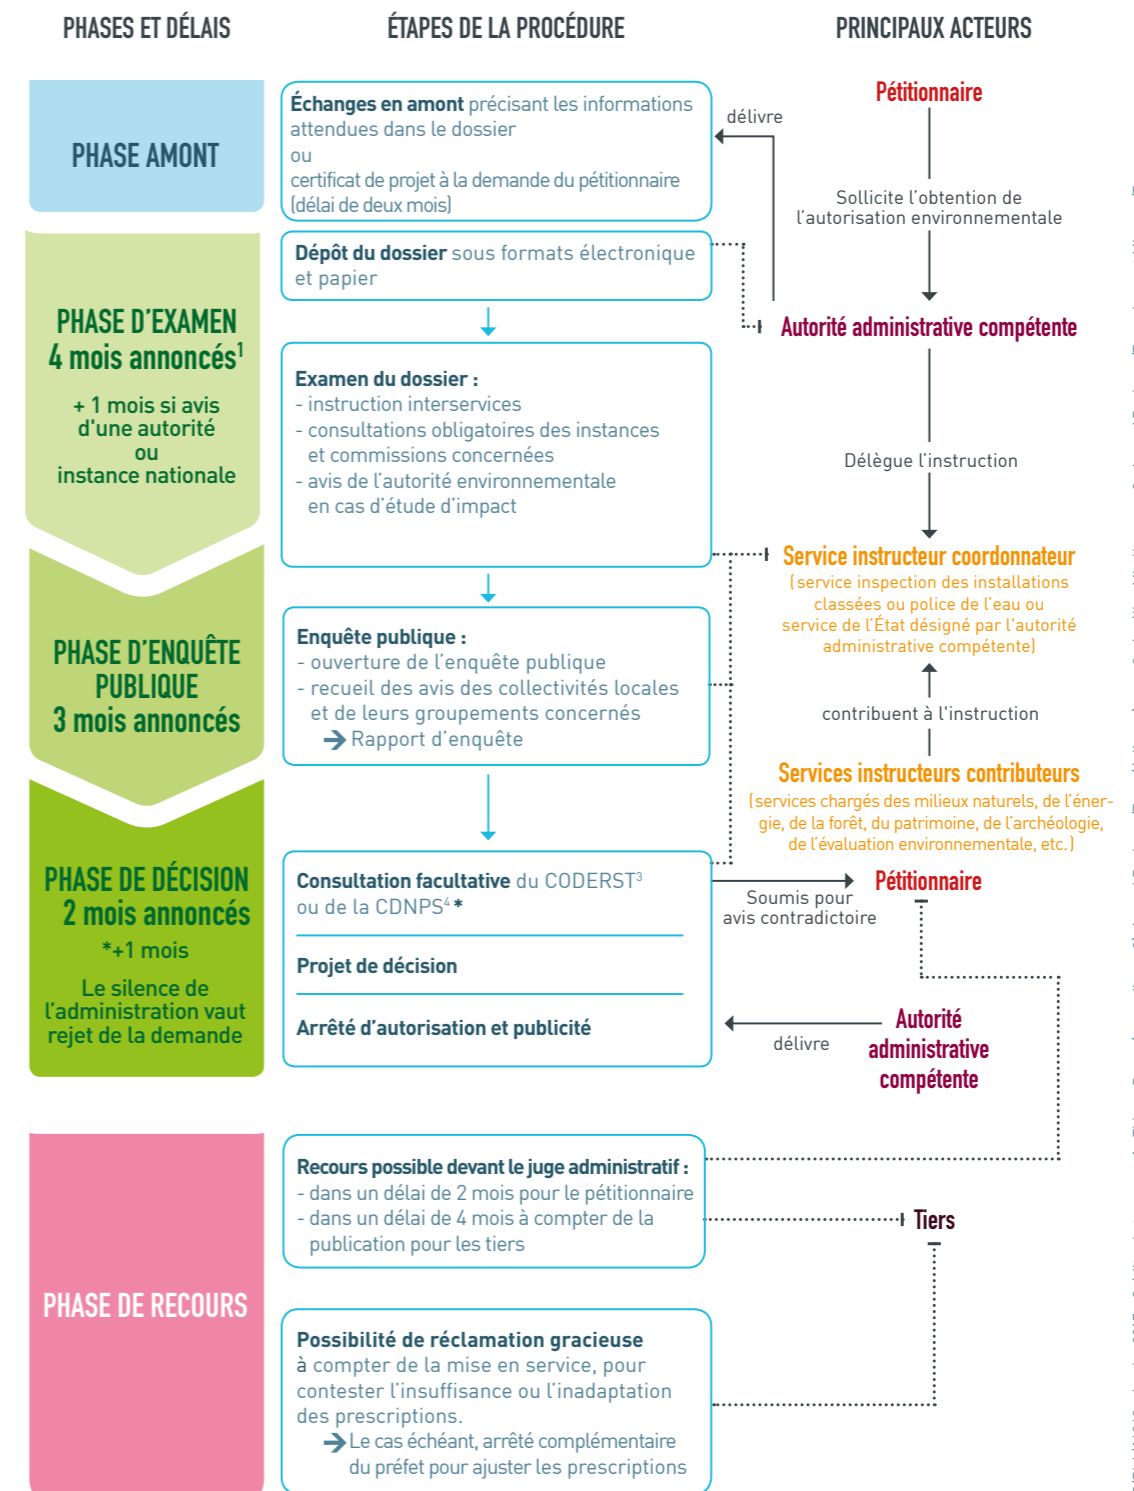 PHASES ET DÉLAIS
ÉTAPES DE LA PROCÉDURE
PRINCIPAUX ACTEURS
PHASE AMONT
Échanges en amont précisant les informations
attendues dans le dossier
ou
certificat de projet à la demande du pétitionnaire
(délai de deux mois)
délivre
Pétitionnaire
Sollicite l'obtention de
l'autorisation environnementale
Autorité administrative compétente
PHASE D'EXAMEN
4 mois annoncés¹
+ 1 mois si avis
d'une autorité
ou
instance nationale
Dépôt du dossier sous formats électronique
et papier
Examen du dossier :
- instruction interservices
- consultations obligatoires des instances
et commissions concernées
- avis de l'autorité environnementale
en cas d'étude d'impact
Délègue l'instruction
Service instructeur coordonnateur
(service inspection des installations
classées ou police de l'eau ou
service de l'État désigné par l'autorité
administrative compétente)
PHASE D'ENQUÊTE
PUBLIQUE
3 mois annoncés
Enquête publique :
- ouverture de l'enquête publique
- recueil des avis des collectivités locales
et de leurs groupements concernés
→ Rapport d'enquête
contribuent à l'instruction
Services instructeurs contributeurs
(services chargés des milieux naturels, de l'éner-
gie, de la forêt, du patrimoine, de l'archéologie,
de l'évaluation environnementale, etc.)
PHASE DE DÉCISION
2 mois annoncés
*+1 mois
Le silence de
l'administration vaut
rejet de la demande
Consultation facultative du CODERST³
ou de la CDNPS⁴ *
Projet de décision
Arrêté d'autorisation et publicité
Soumis pour
avis contradictoire
Pétitionnaire
délivre
Autorité
administrative
compétente
PHASE DE RECOURS
Recours possible devant le juge administratif :
- dans un délai de 2 mois pour le pétitionnaire
- dans un délai de 4 mois à compter de la
publication pour les tiers
Tiers
Possibilité de réclamation gracieuse
à compter de la mise en service, pour
contester l'insuffisance ou l'inadaptation
des prescriptions.
→ Le cas échéant, arrêté complémentaire
du préfet pour ajuster les prescriptions